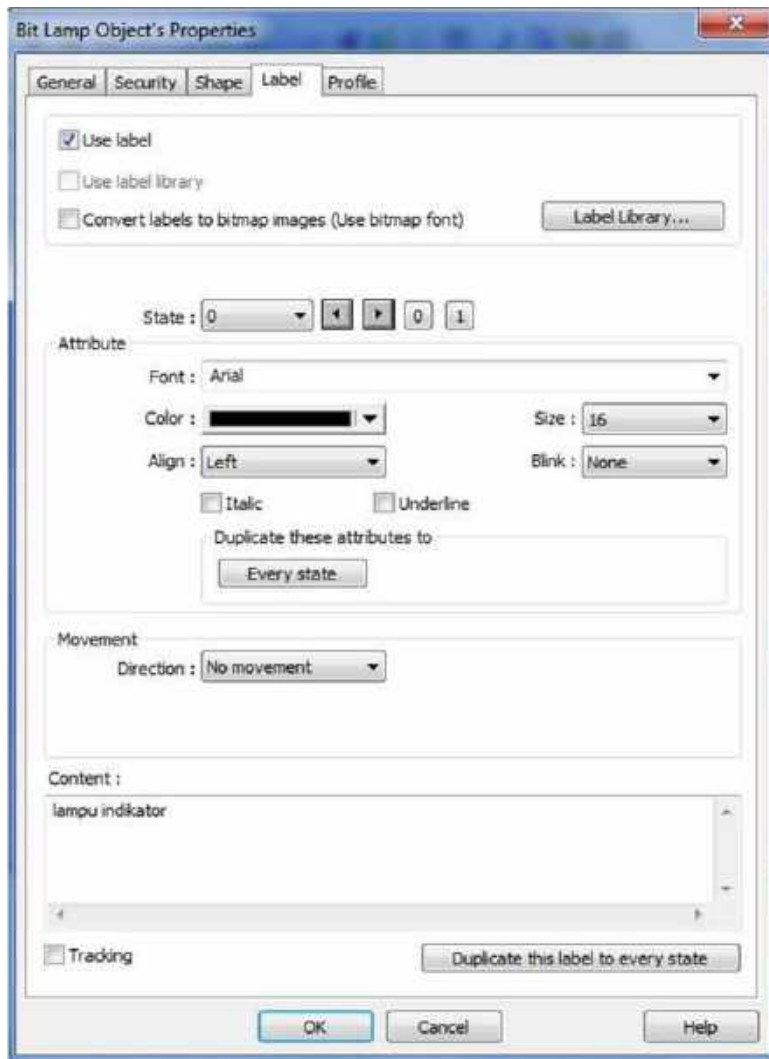 Bit Lamp Object's Properties
General Security Shape Label Profile
Use label
Use label library
Convert labels to bitmap images (Use bitmap font) Label Library...
State : 0 0 1
Attribute
Font : Arial
Color : Size : 16
Align : Left Blink : None
Italic Underline
Duplicate these attributes to
Every state
Movement
Direction : No movement
Content :
lampu indikator
Tracking Duplicate this label to every state
OK Cancel Help